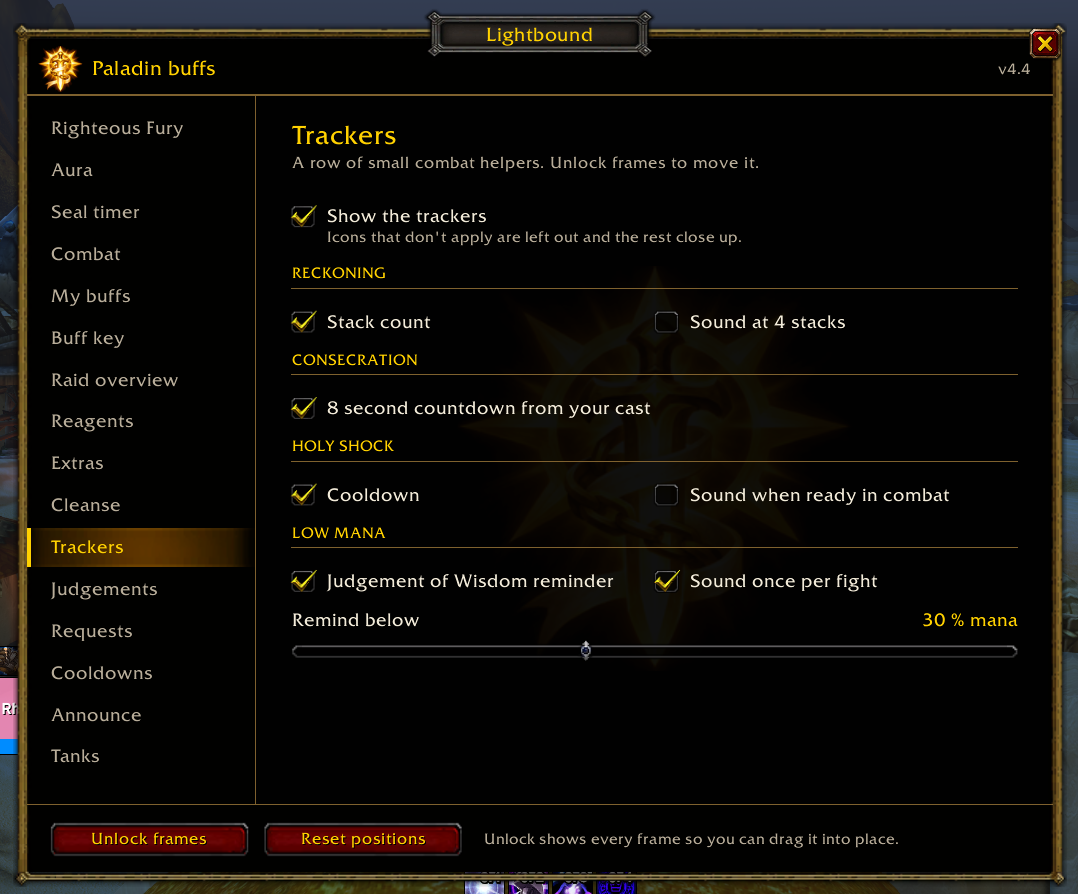 Lightbound
Paladin buffs
v4.4
Righteous Fury
Aura
Seal timer
Combat
My buffs
Buff key
Raid overview
Reagents
Extras
Cleanse
Trackers
Judgements
Requests
Cooldowns
Announce
Tanks
Trackers
A row of small combat helpers. Unlock frames to move it.
Show the trackers
Icons that don't apply are left out and the rest close up.
RECKONING
Stack count
Sound at 4 stacks
CONSECRATION
8 second countdown from your cast
HOLY SHOCK
Cooldown
Sound when ready in combat
LOW MANA
Judgement of Wisdom reminder
Sound once per fight
Remind below
30 % mana
Unlock frames
Reset positions
Unlock shows every frame so you can drag it into place.